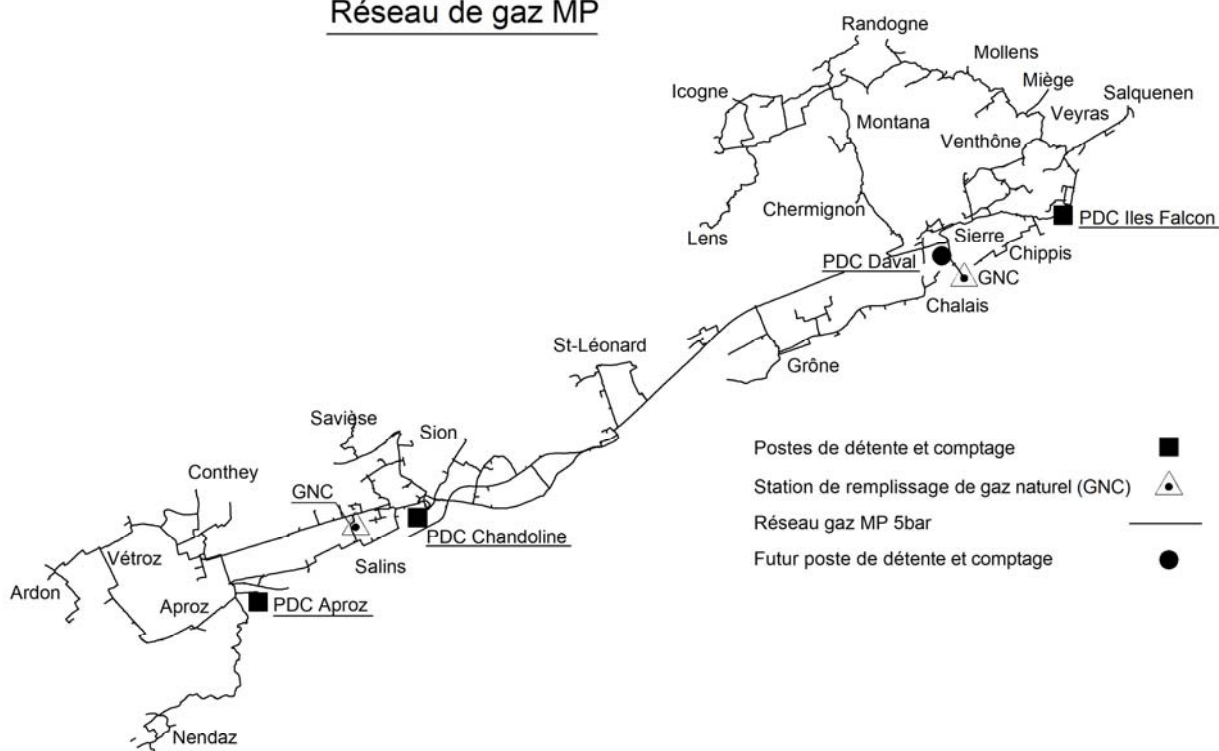 Réseau de gaz MP
Randogne
Mollens
Miège
Icogne
Salquenen
Veyras
Montana
Venthône
Chermignon
Lens
PDC Iles Falcon
Sierre
Chippis
PDC Daval
GNC
Chalais
St-Léonard
Grône
Savièse
Sion
Conthey
GNC
PDC Chandoline
Vétroz
Salins
Ardon
Aproz
PDC Aproz
Nendaz
Postes de détente et comptage
Station de remplissage de gaz naturel (GNC)
Réseau gaz MP 5bar
Futur poste de détente et comptage